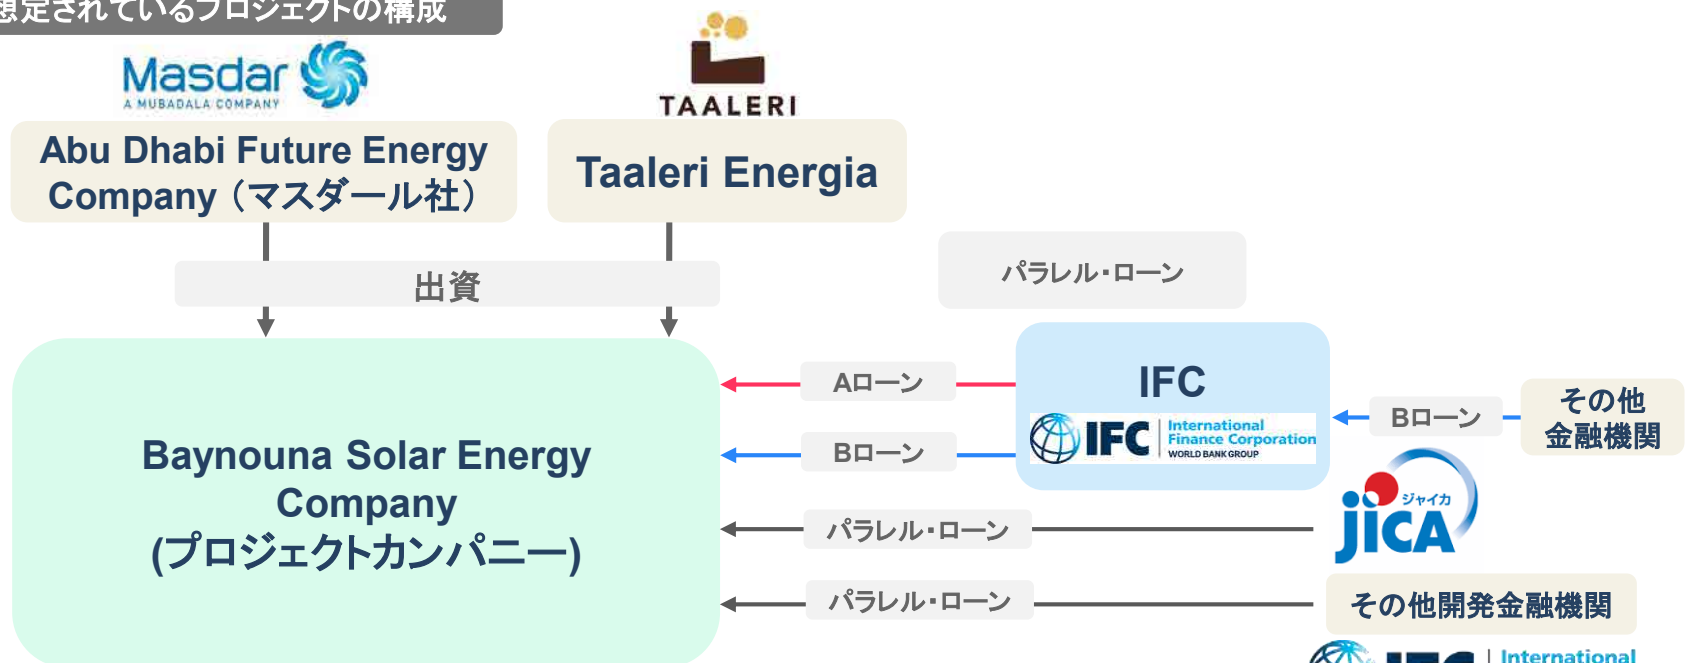 想定されているプロジェクトの構成
Masdar
A MUBADALA COMPANY
TAALERI
Abu Dhabi Future Energy
Company（マスダール社）
Taaleri Energia
出資
パラレル・ローン
Aローン
IFC
IFC
International
Finance Corporation
WORLD BANK GROUP
Bローン
Bローン
その他
金融機関
Baynouna Solar Energy
Company
(プロジェクトカンパニー)
パラレル・ローン
ジャイカ
jICA
パラレル・ローン
その他開発金融機関
IFC
International